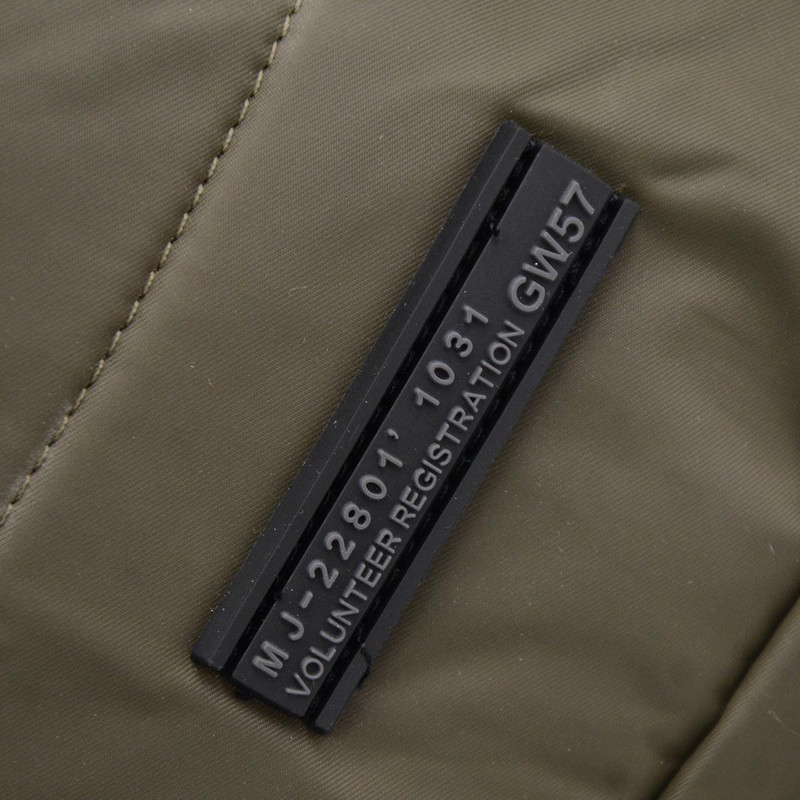 MJ-22801’ 1031
VOLUNTEER REGISTRATION GW57